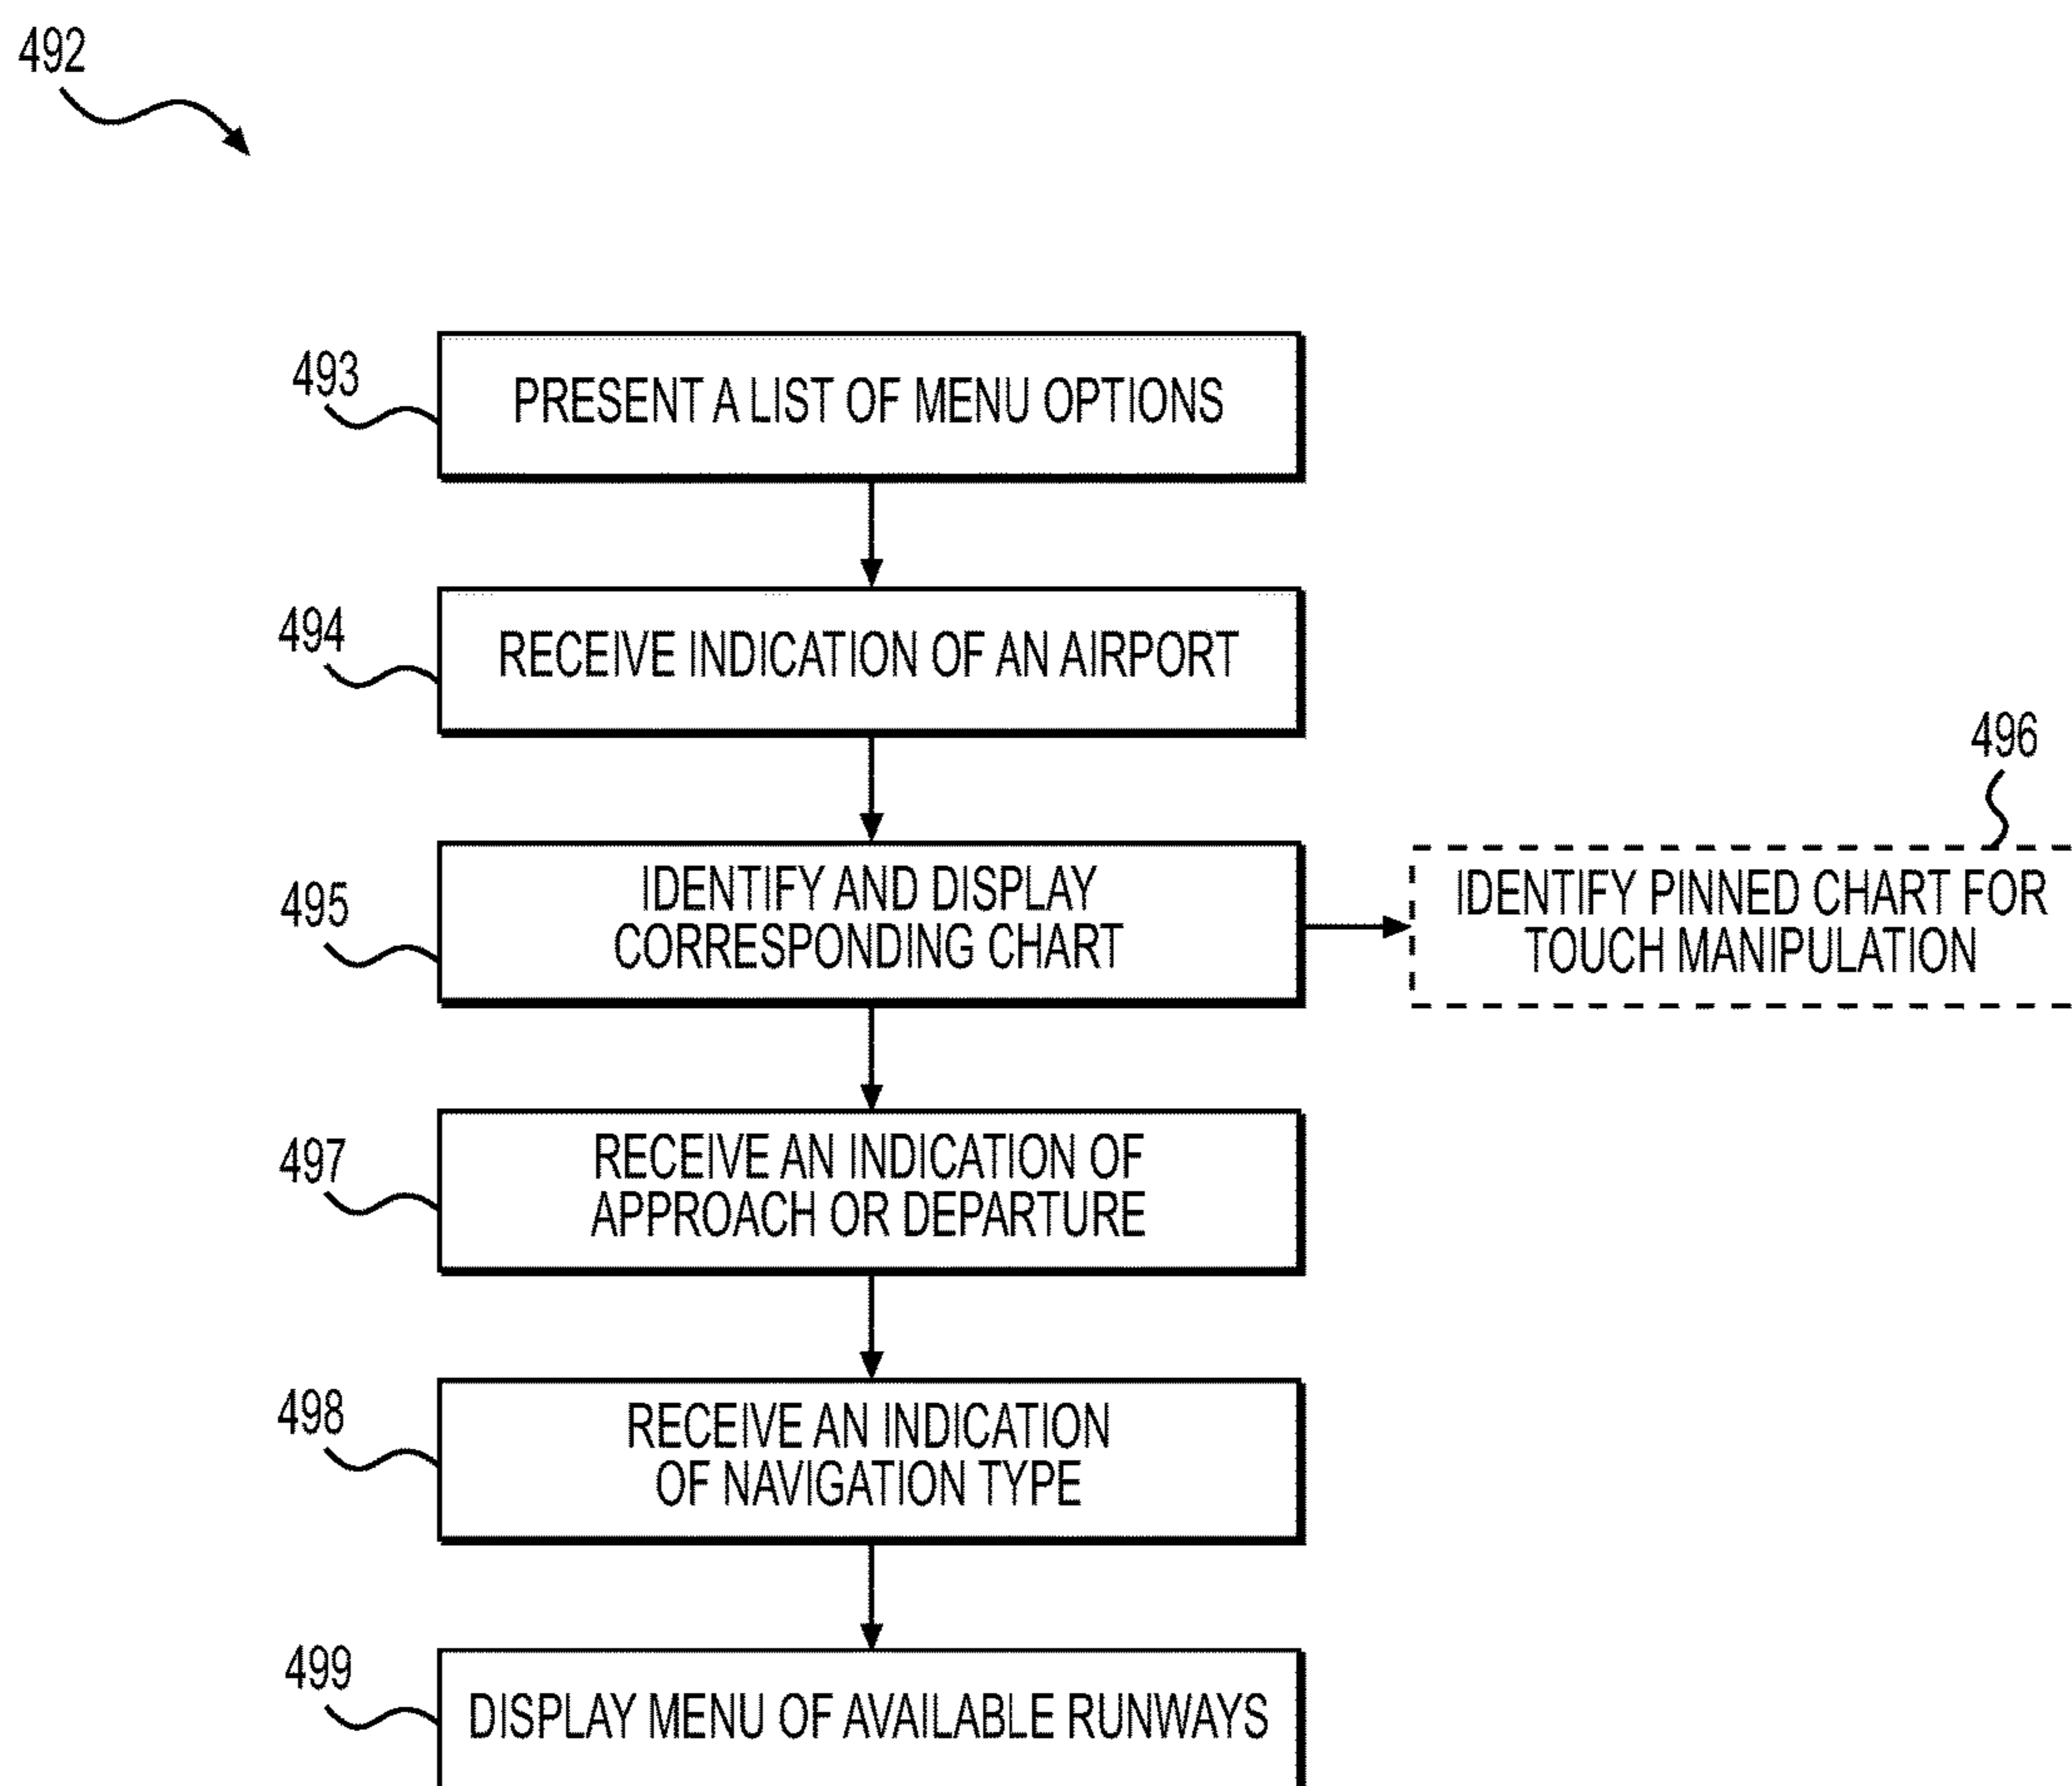 492
493
PRESENT A LIST OF MENU OPTIONS
494
RECEIVE INDICATION OF AN AIRPORT
495
IDENTIFY AND DISPLAY
CORRESPONDING CHART
496
IDENTIFY PINNED CHART FOR
TOUCH MANIPULATION
497
RECEIVE AN INDICATION OF
APPROACH OR DEPARTURE
498
RECEIVE AN INDICATION
OF NAVIGATION TYPE
499
DISPLAY MENU OF AVAILABLE RUNWAYS